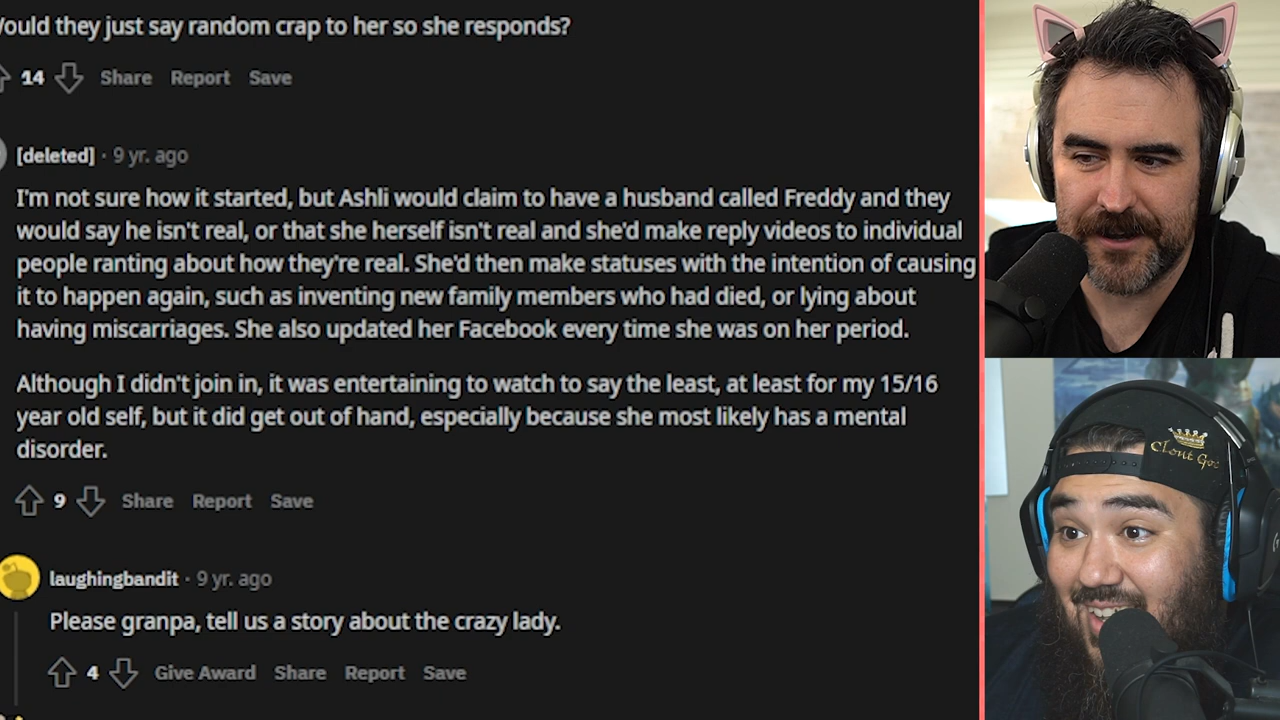 ould they just say random crap to her so she responds?
14 Share Report Save
[deleted] · 9 yr. ago
I'm not sure how it started, but Ashli would claim to have a husband called Freddy and they
would say he isn't real, or that she herself isn't real and she'd make reply videos to individual
people ranting about how they're real. She'd then make statuses with the intention of causing
it to happen again, such as inventing new family members who had died, or lying about
having miscarriages. She also updated her Facebook every time she was on her period.
Although I didn't join in, it was entertaining to watch to say the least, at least for my 15/16
year old self, but it did get out of hand, especially because she most likely has a mental
disorder.
9 Share Report Save
laughingbandit · 9 yr. ago
Please granpa, tell us a story about the crazy lady.
4 Give Award Share Report Save
Clout God